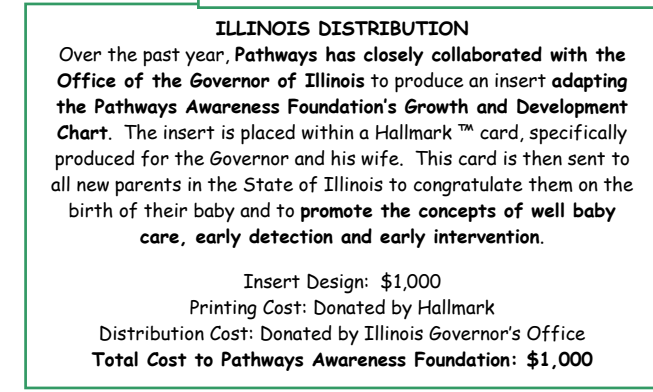 ILLINOIS DISTRIBUTION
Over the past year, Pathways has closely collaborated with the
Office of the Governor of Illinois to produce an insert adapting
the Pathways Awareness Foundation's Growth and Development
Chart. The insert is placed within a Hallmark ™ card, specifically
produced for the Governor and his wife. This card is then sent to
all new parents in the State of Illinois to congratulate them on the
birth of their baby and to promote the concepts of well baby
care, early detection and early intervention.
Insert Design: $1,000
Printing Cost: Donated by Hallmark
Distribution Cost: Donated by Illinois Governor's Office
Total Cost to Pathways Awareness Foundation: $1,000